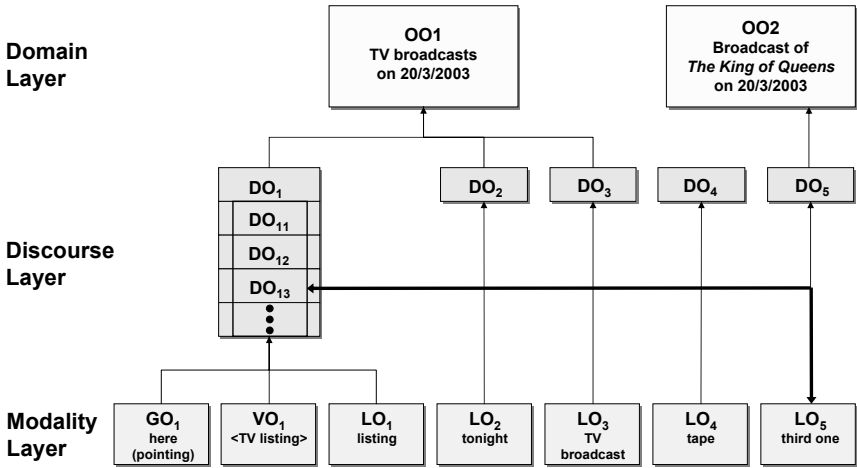 Domain
Layer
OO1
TV broadcasts
on 20/3/2003
OO2
Broadcast of
The King of Queens
on 20/3/2003
Discourse
Layer
DO1
DO11
DO12
DO13
DO2
DO3
DO4
DO5
Modality
Layer
GO1
here
(pointing)
VO1
<TV listing>
LO1
listing
LO2
tonight
LO3
TV
broadcast
LO4
tape
LO5
third one